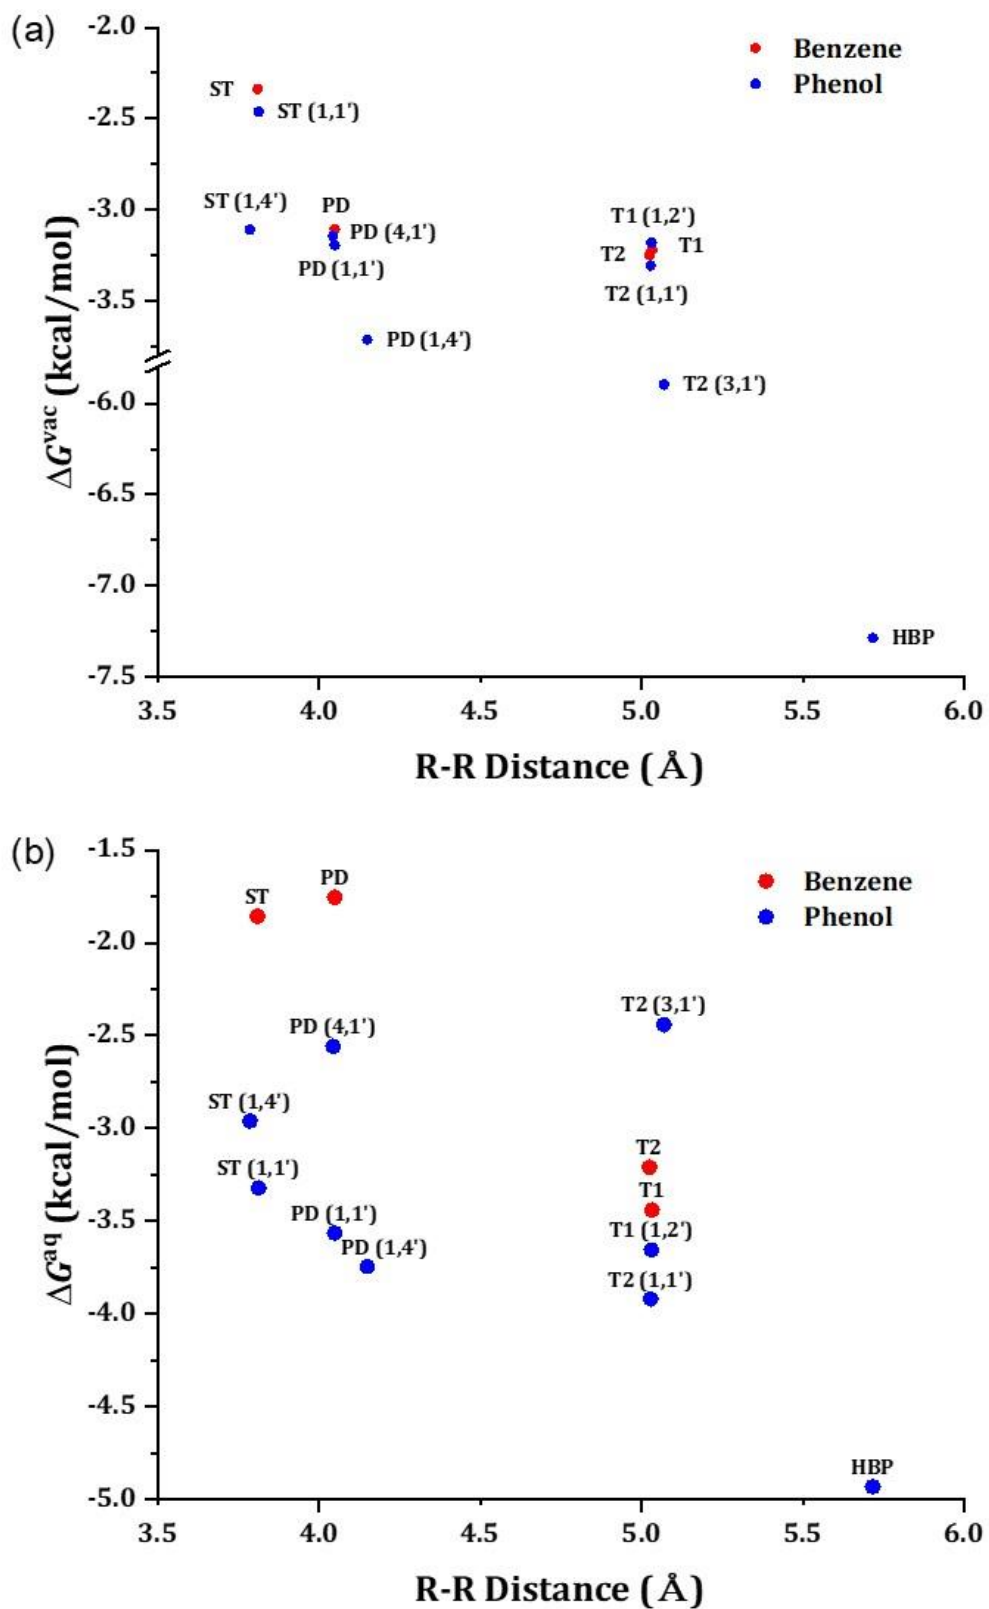 (a)
-2.0
Benzene
Phenol
ST
ST (1,1')
-2.5
ST (1,4')
PD
-3.0
T1 (1,2')
PD (4,1')
T2
T1
PD (1,1')
T2 (1,1')
-3.5
PD (1,4')
T2 (3,1')
-6.0
-6.5
-7.0
HBP
-7.5
ΔG^vac (kcal/mol)
3.5 4.0 4.5 5.0 5.5 6.0
R-R Distance (Å)
(b)
-1.5
Benzene
Phenol
ST
PD
-2.0
T2 (3,1')
PD (4,1')
-2.5
ST (1,4')
-3.0
T2
ST (1,1')
T1
PD (1,1')
T1 (1,2')
-3.5
PD (1,4')
T2 (1,1')
-4.0
-4.5
HBP
-5.0
ΔG^aq (kcal/mol)
3.5 4.0 4.5 5.0 5.5 6.0
R-R Distance (Å)